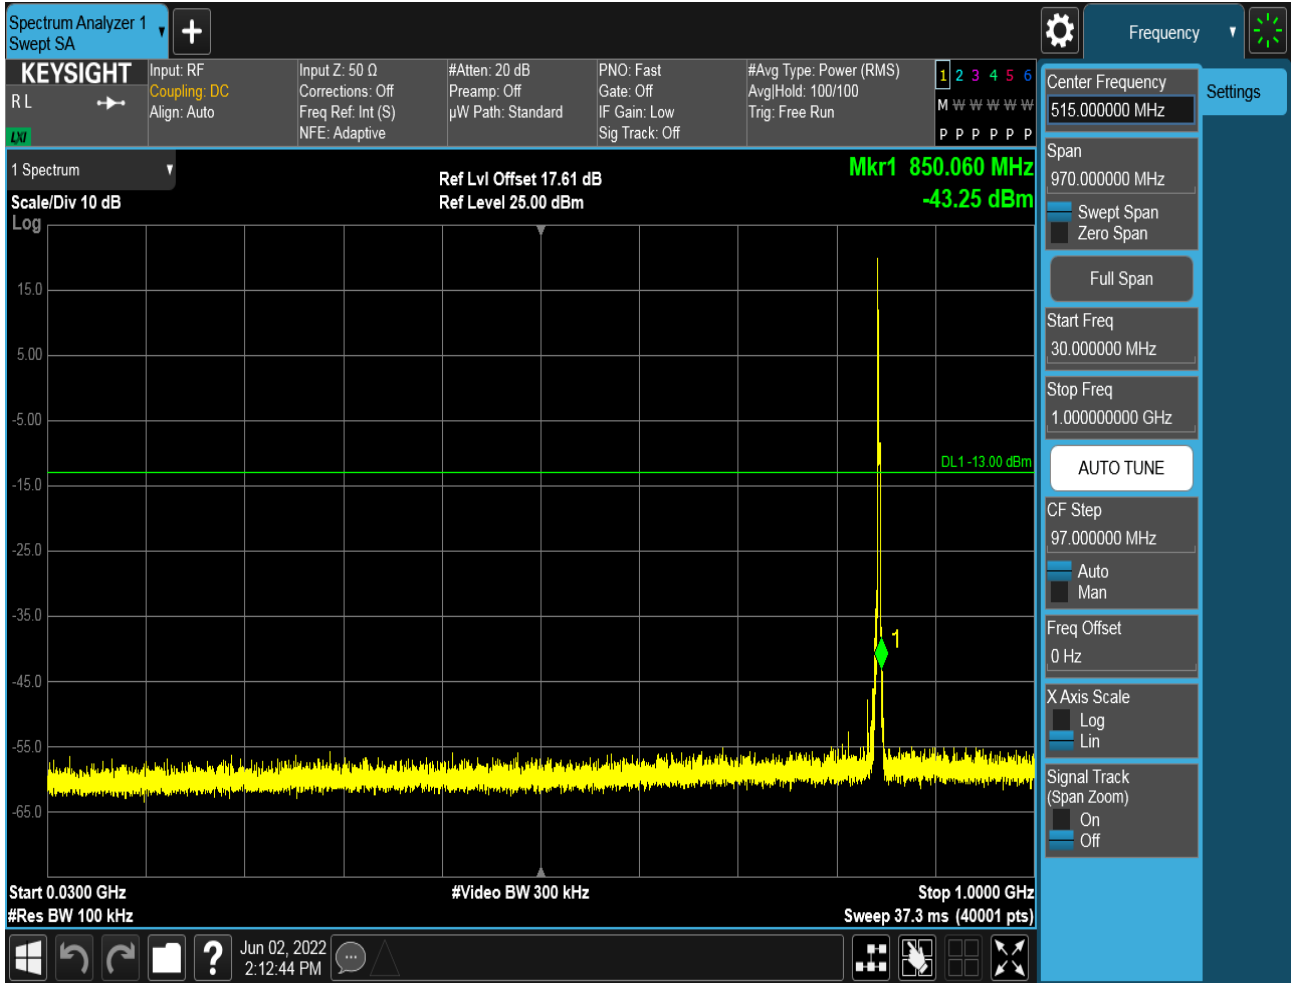 Spectrum Analyzer 1
Swept SA
Frequency
KEYSIGHT
R L
LXI
Input: RF
Coupling: DC
Align: Auto
Input Z: 50 Ω
Corrections: Off
Freq Ref: Int (S)
NFE: Adaptive
#Atten: 20 dB
Preamp: Off
µW Path: Standard
PNO: Fast
Gate: Off
IF Gain: Low
Sig Track: Off
#Avg Type: Power (RMS)
Avg|Hold: 100/100
Trig: Free Run
1 2 3 4 5 6
M W W W W W
P P P P P P
1 Spectrum
Scale/Div 10 dB
Log
Ref Lvl Offset 17.61 dB
Ref Level 25.00 dBm
Mkr1 850.060 MHz
-43.25 dBm
15.0
5.00
-5.00
DL1 -13.00 dBm
-15.0
-25.0
-35.0
1
-45.0
-55.0
-65.0
Start 0.0300 GHz
#Video BW 300 kHz
Stop 1.0000 GHz
#Res BW 100 kHz
Sweep 37.3 ms (40001 pts)
?
Jun 02, 2022
2:12:44 PM
Center Frequency
515.000000 MHz
Settings
Span
970.000000 MHz
Swept Span
Zero Span
Full Span
Start Freq
30.000000 MHz
Stop Freq
1.000000000 GHz
AUTO TUNE
CF Step
97.000000 MHz
Auto
Man
Freq Offset
0 Hz
X Axis Scale
Log
Lin
Signal Track
(Span Zoom)
On
Off